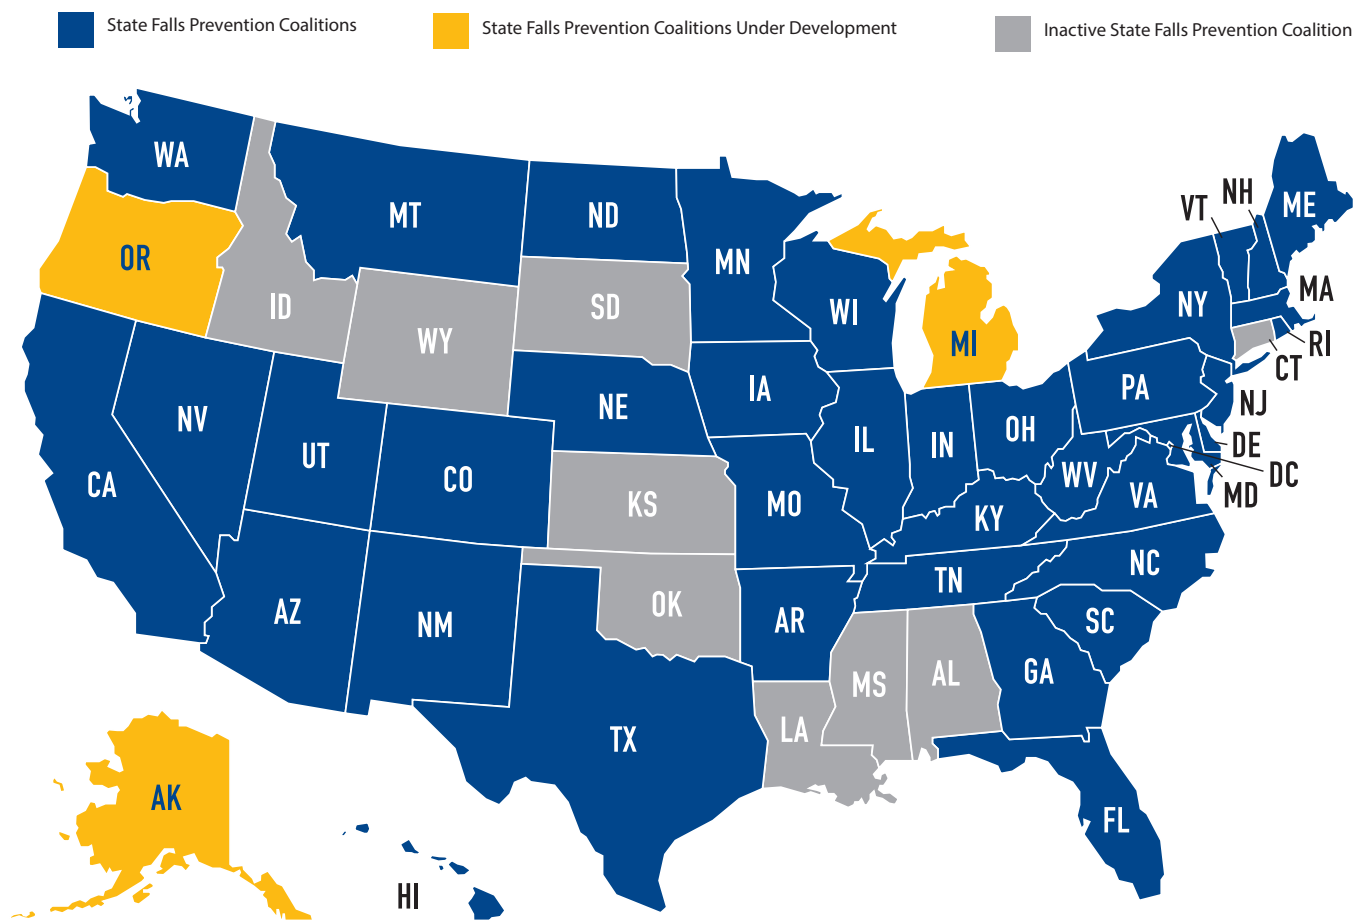 State Falls Prevention Coalitions
State Falls Prevention Coalitions Under Development
Inactive State Falls Prevention Coalition
WA
MT
ND
MN
OR
ID
WY
SD
WI
MI
NY
VT
NH
ME
MA
RI
CT
NJ
PA
DE
DC
MD
NE
IA
IL
IN
OH
WV
VA
NV
UT
CO
CA
KS
MO
KY
NC
TN
SC
AZ
NM
OK
AR
MS
AL
GA
TX
LA
FL
AK
HI